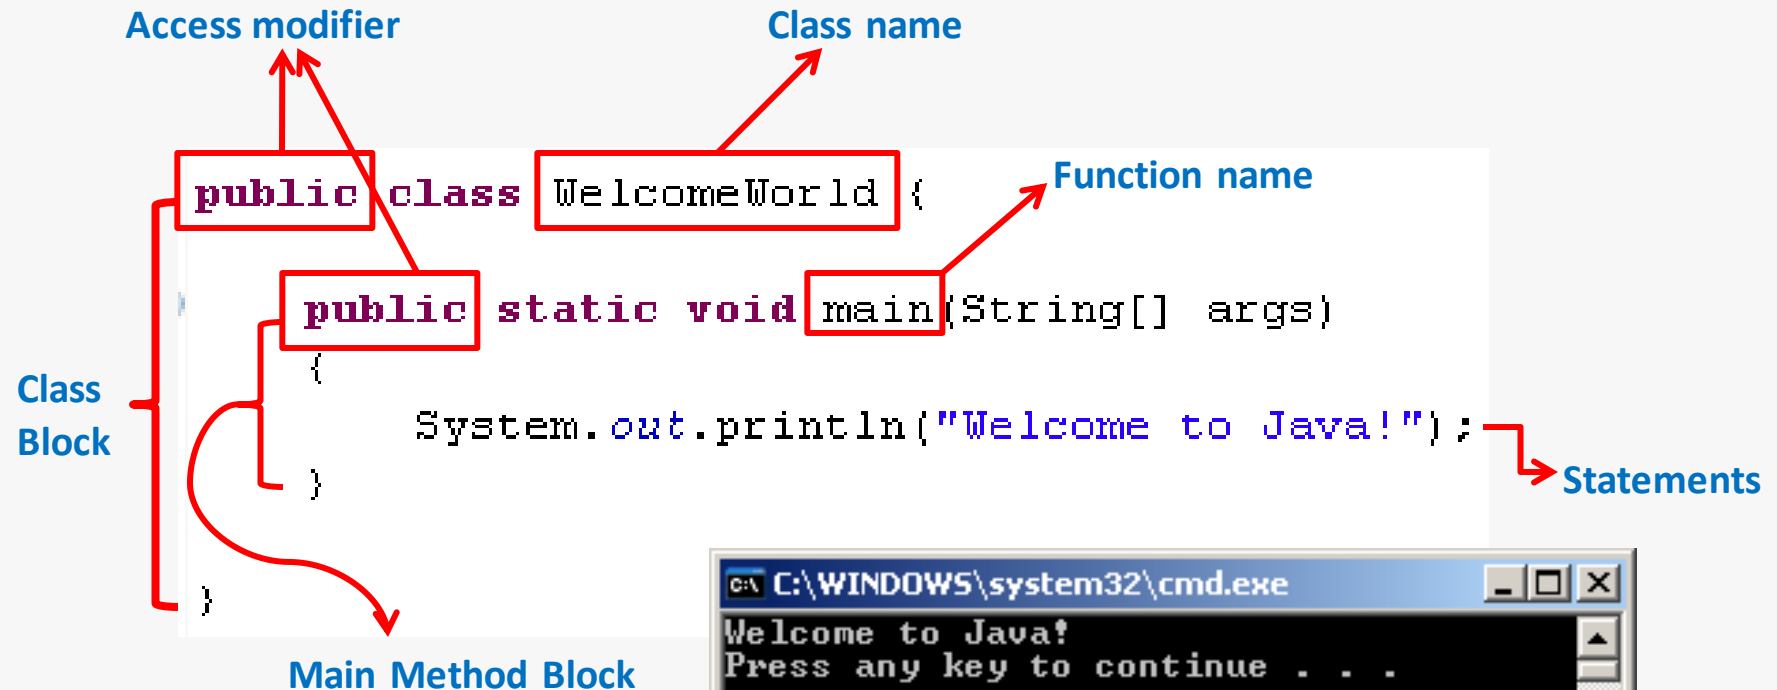 Access modifier
Class name
public class WelcomeWorld {
Function name
public static void main(String[] args)
{
Class
Block
System.out.println("Welcome to Java!");
}
Statements
}
Main Method Block
C:\WINDOWS\system32\cmd.exe
Welcome to Java!
Press any key to continue . . .